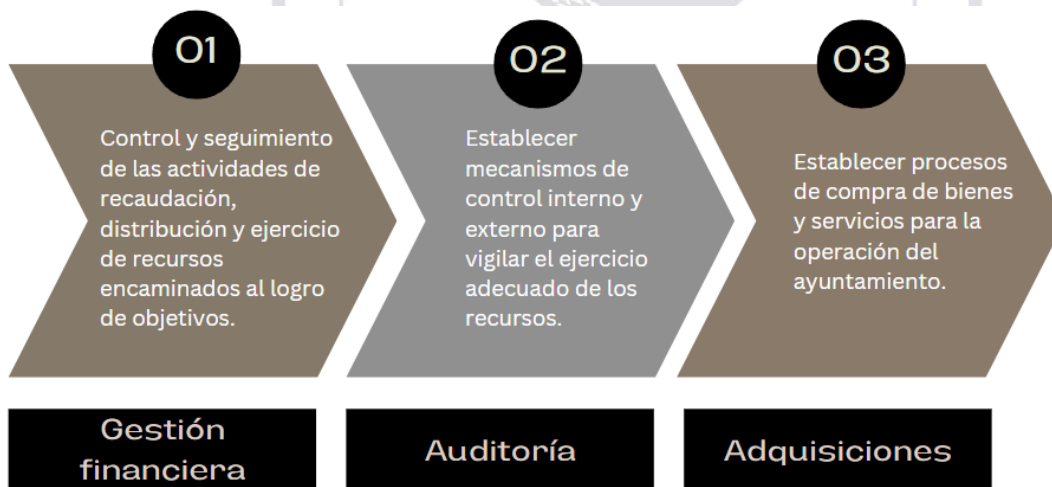 01
Control y seguimiento
de las actividades de
recaudación,
distribución y ejercicio
de recursos
encaminados al logro
de objetivos.
Gestión
financiera
02
Establecer
mecanismos de
control interno y
externo para
vigilar el ejercicio
adecuado de los
recursos.
Auditoría
03
Establecer procesos
de compra de bienes
y servicios para la
operación del
ayuntamiento.
Adquisiciones